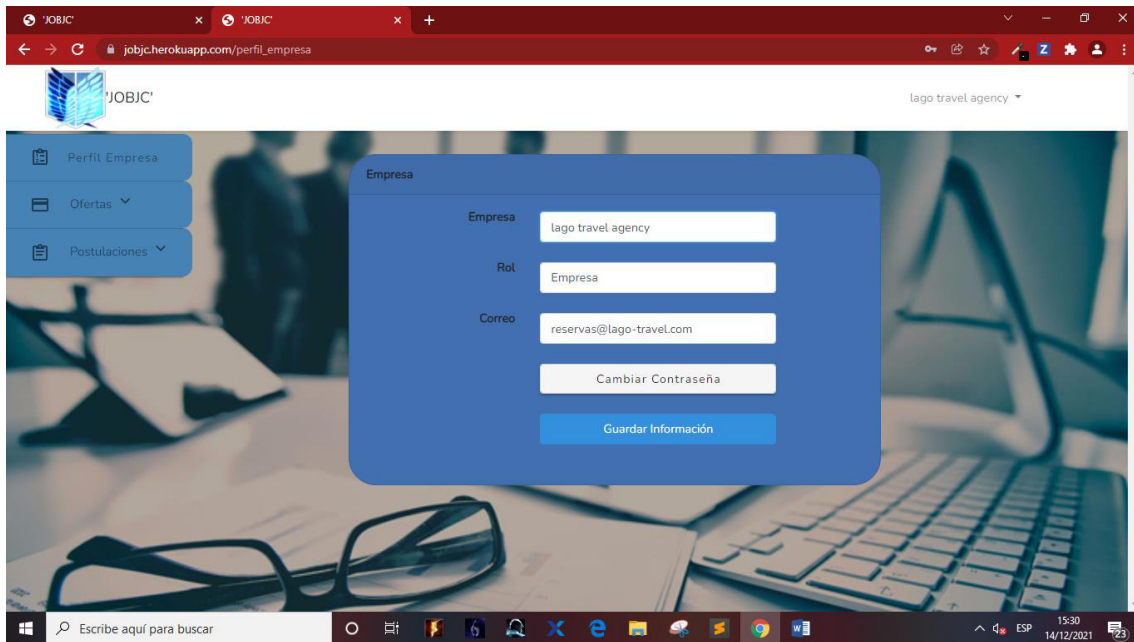 'JOBJC'
'JOBJC'
jobjc.herokuapp.com/perfil_empresa
Z
'JOBJC'
lago travel agency
Perfil Empresa
Ofertas
Postulaciones
Empresa
Empresa
lago travel agency
Rol
Empresa
Correo
reservas@lago-travel.com
Cambiar Contraseña
Guardar Información
Escribe aquí para buscar
ESP
15:30
14/12/2021
23